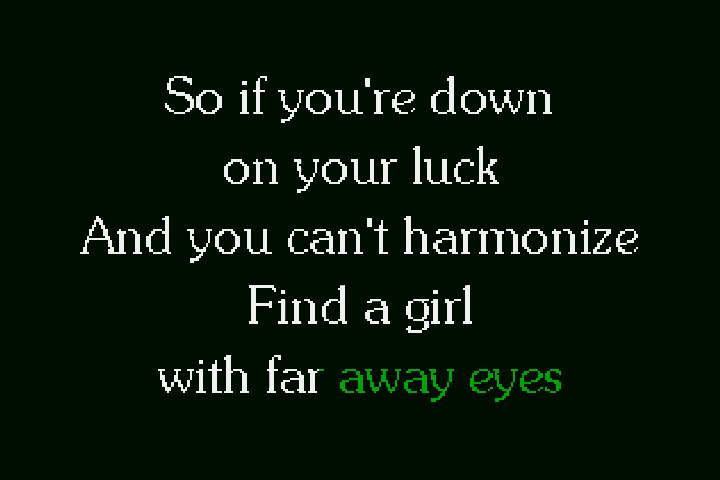 So if you're down
on your luck
And you can't harmonize
Find a girl
with far away eyes